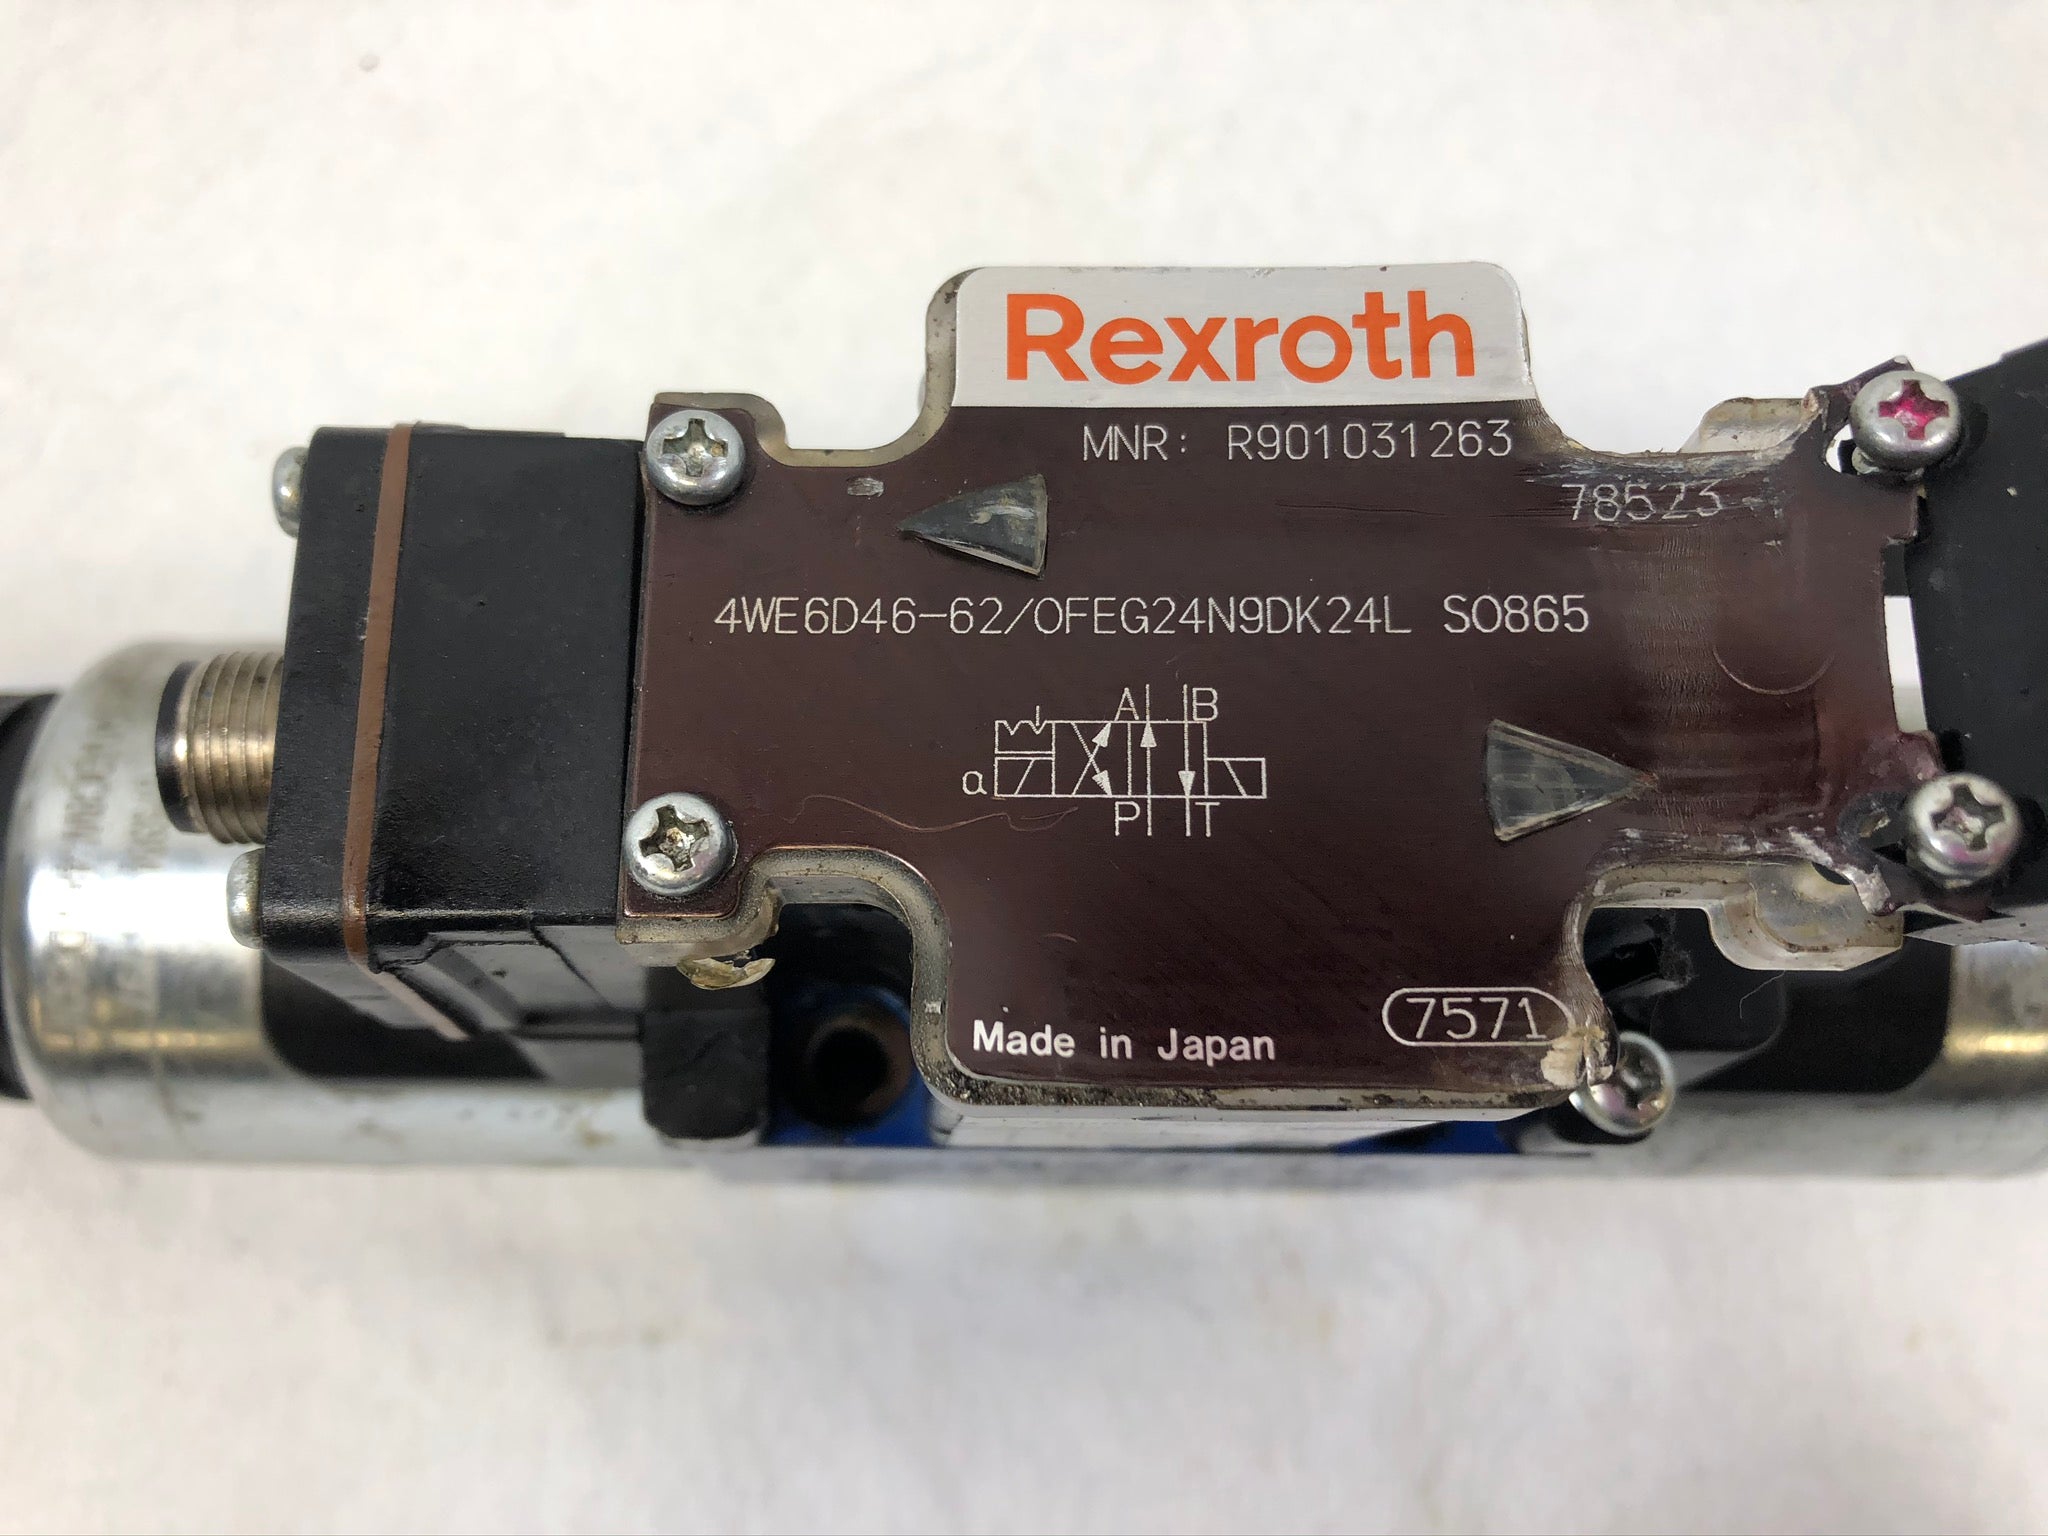 Rexroth
MNR: R901031263
78523
4WE6D46-62/OFEG24N9DK24L SO865
A B
a
P T
Made in Japan
7571